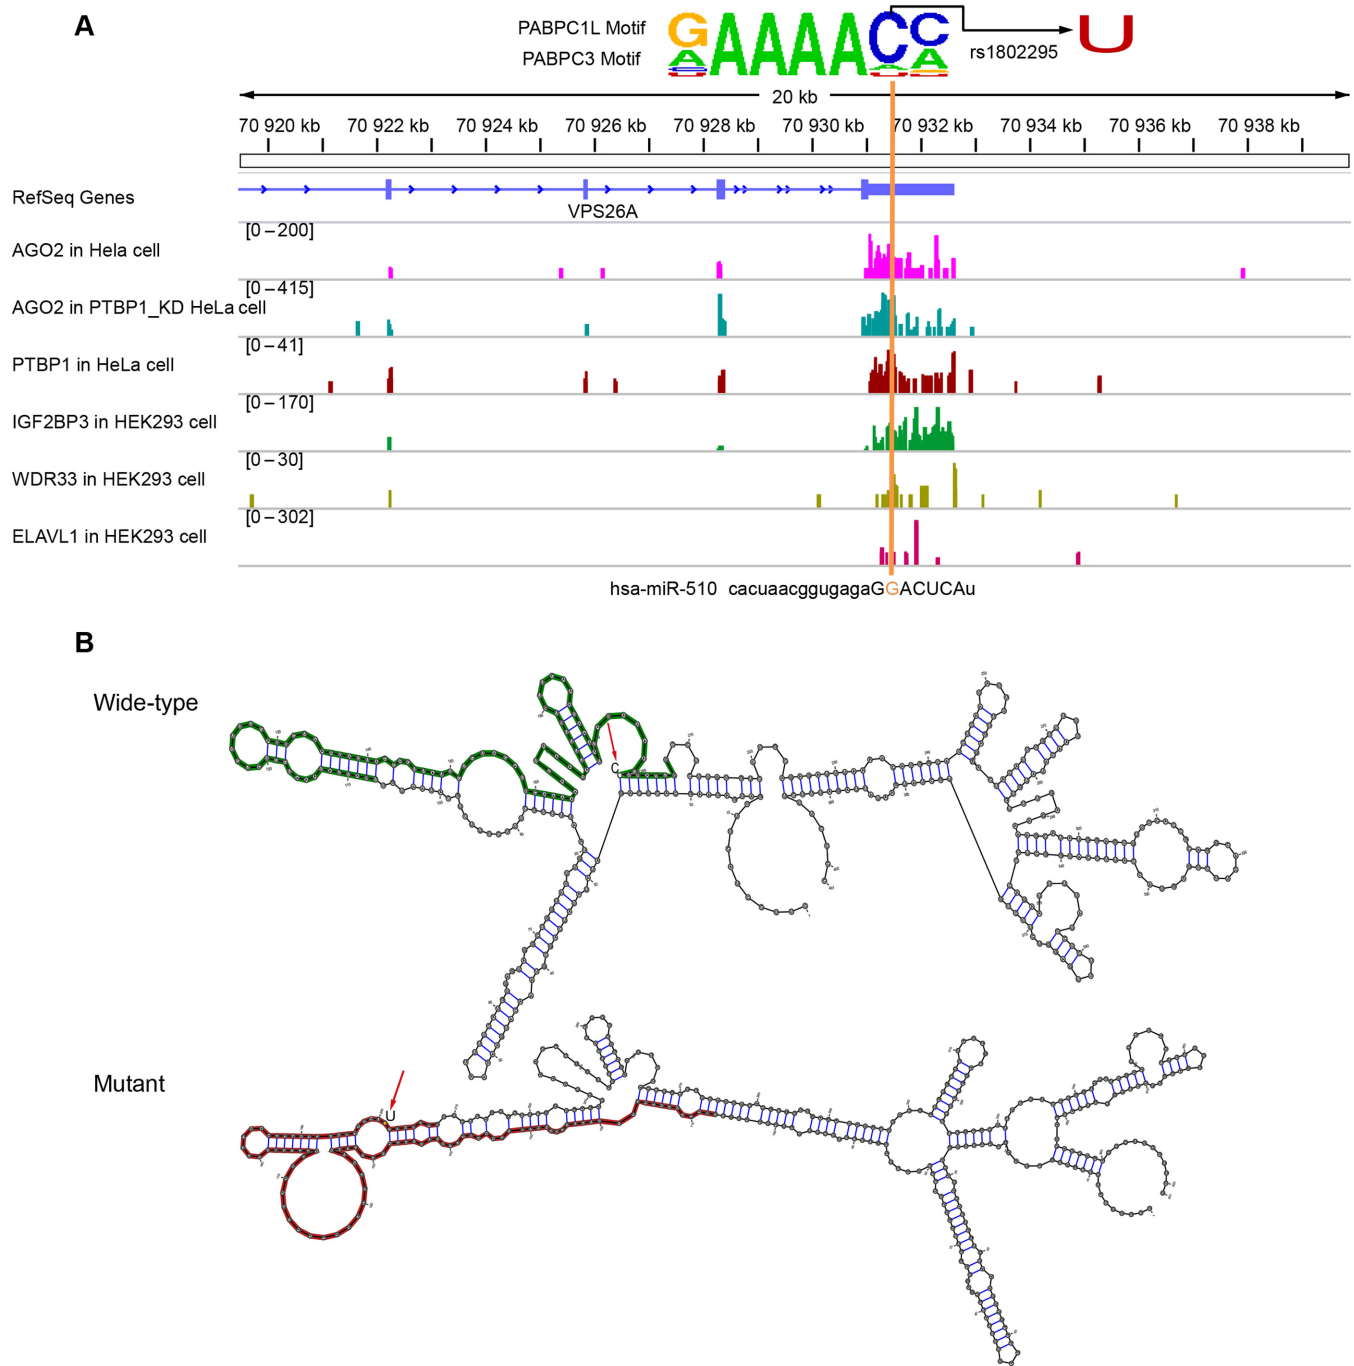 A
PABPC1L Motif
PABPC3 Motif
GAAAACC
A CA
rs1802295
U
20 kb
70 920 kb 70 922 kb 70 924 kb 70 926 kb 70 928 kb 70 930 kb 70 932 kb 70 934 kb 70 936 kb 70 938 kb
RefSeq Genes
VPS26A
[0–200]
AGO2 in Hela cell
[0–415]
AGO2 in PTBP1_KD HeLa cell
[0–41]
PTBP1 in HeLa cell
[0–170]
IGF2BP3 in HEK293 cell
[0–30]
WDR33 in HEK293 cell
[0–302]
ELAVL1 in HEK293 cell
hsa-miR-510 cacuaacggugagaGGACUCAu
B
Wide-type
C
Mutant
U